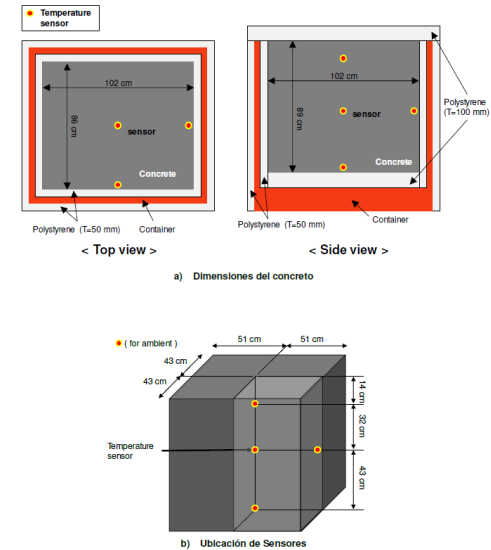 Temperature
sensor
102 cm
86 cm
sensor
Concrete
Polystyrene (T=50 mm)
Container
< Top view >
102 cm
89 cm
sensor
Concrete
Polystyrene
(T=100 mm)
Polystyrene (T=50 mm)
Container
< Side view >
a) Dimensiones del concreto
( for ambient )
51 cm
51 cm
43 cm
43 cm
14 cm
32 cm
43 cm
Temperature
sensor
b) Ubicación de Sensores